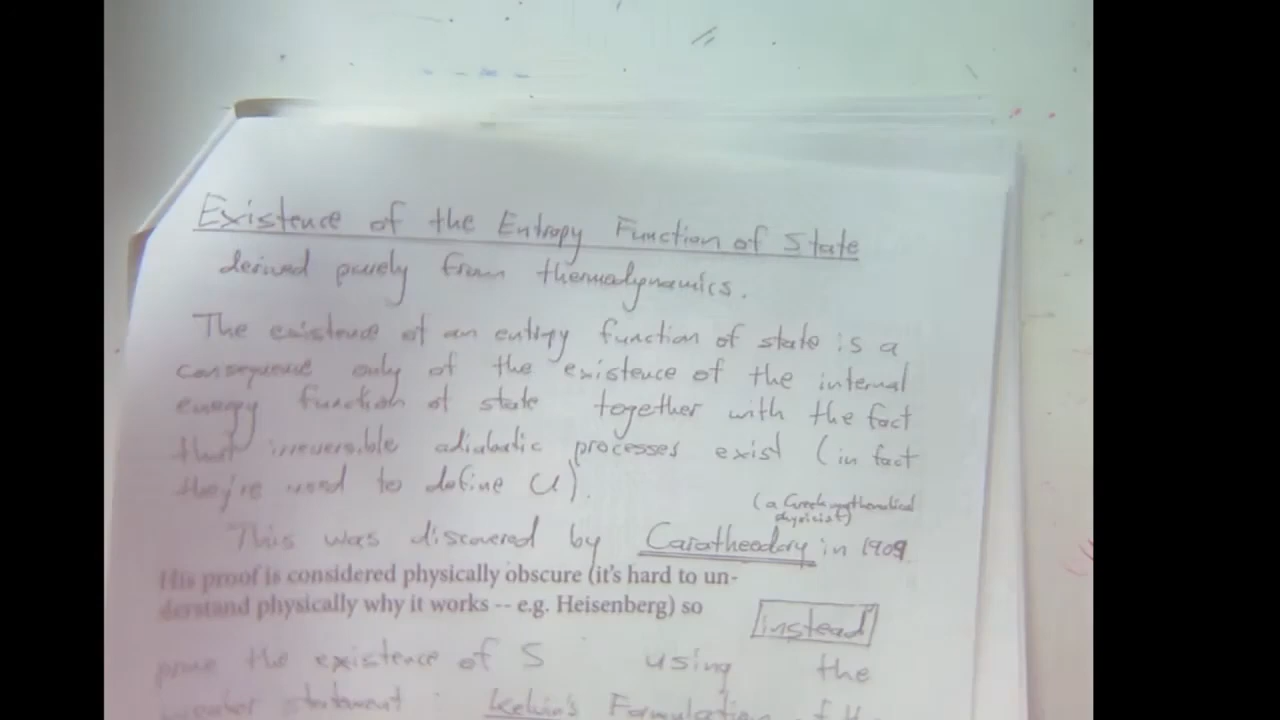 Existence of the Entropy Function of State
derived purely from thermodynamics.
The existence of an entropy function of state is a
consequence only of the existence of the internal
energy function of state together with the fact
that irreversible adiabatic processes exist (in fact
they're used to define U).
(a Greek mathematical
physicist)
This was discovered by Caratheodory in 1909.
His proof is considered physically obscure (it's hard to un-
derstand physically why it works -- e.g. Heisenberg) so
instead
prove the existence of S using the
weaker statement : Kelvin's Formulation of the